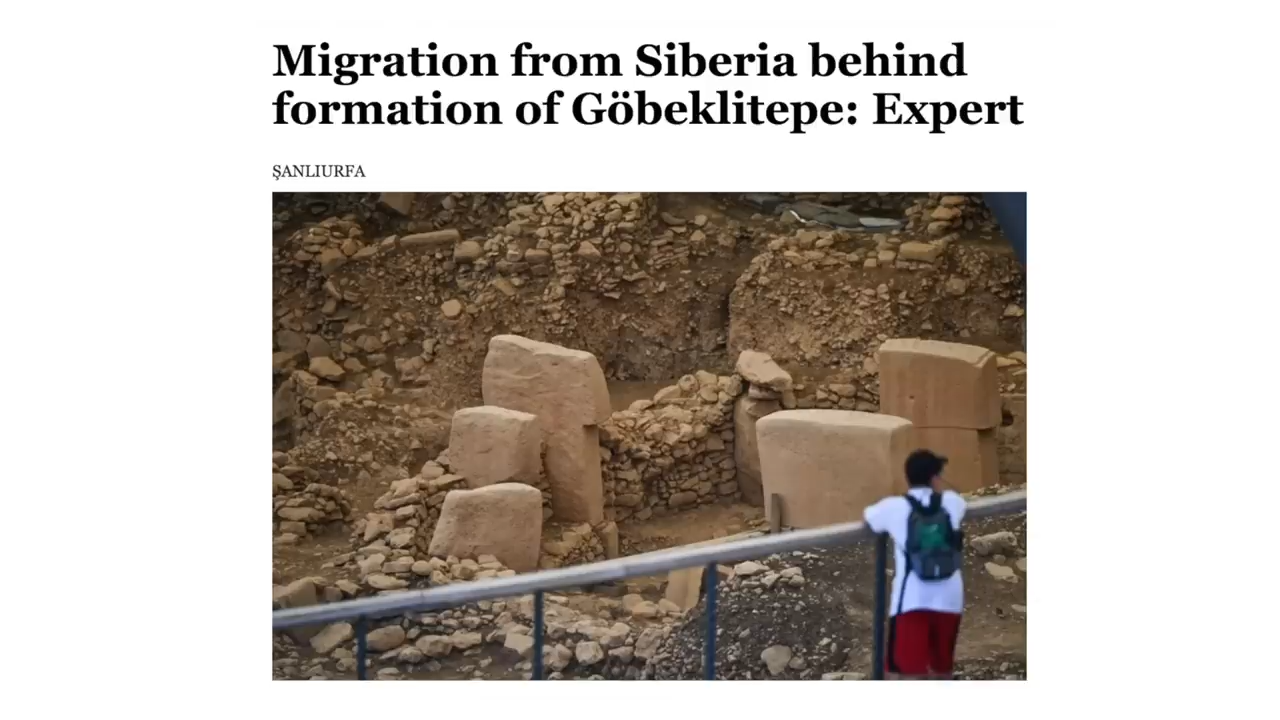 Migration from Siberia behind
formation of Göbeklitepe: Expert
ŞANLIURFA